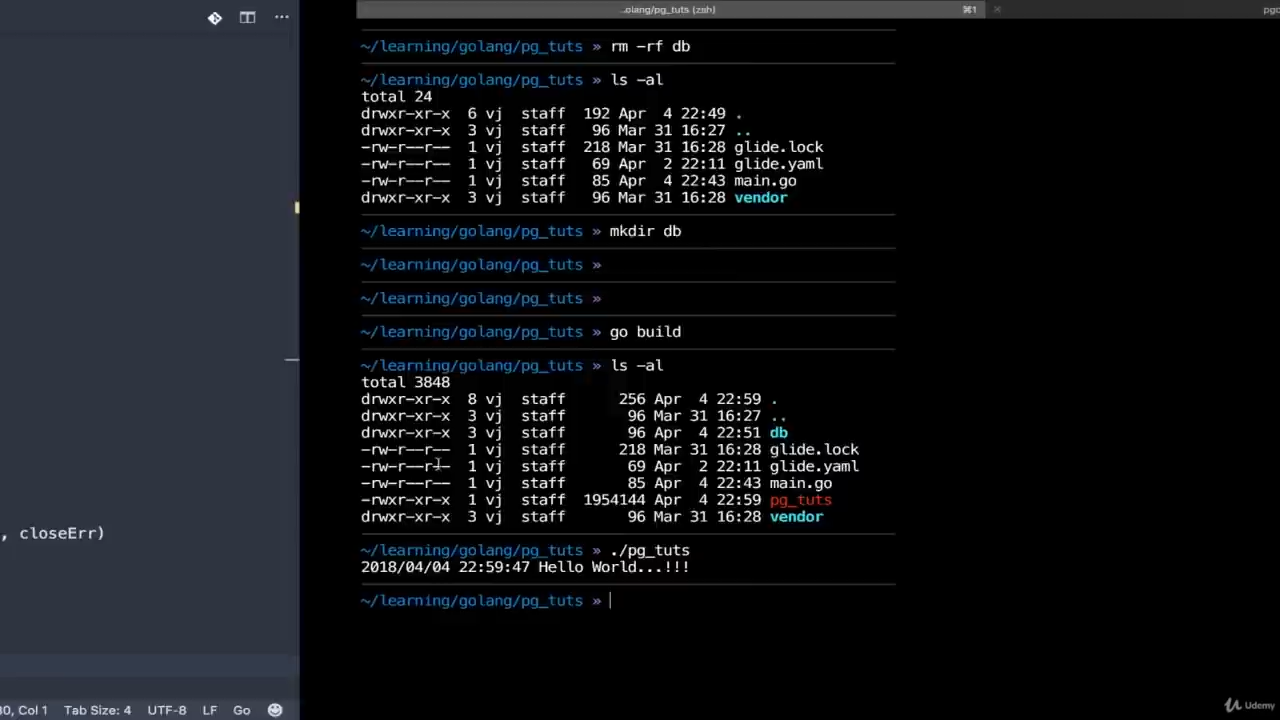 ..olang/pg_tuts (zsh) ⌘1 pgc
~/learning/golang/pg_tuts » rm -rf db
~/learning/golang/pg_tuts » ls -al
total 24
drwxr-xr-x 6 vj staff 192 Apr 4 22:49 .
drwxr-xr-x 3 vj staff 96 Mar 31 16:27 ..
-rw-r--r-- 1 vj staff 218 Mar 31 16:28 glide.lock
-rw-r--r-- 1 vj staff 69 Apr 2 22:11 glide.yaml
-rw-r--r-- 1 vj staff 85 Apr 4 22:43 main.go
drwxr-xr-x 3 vj staff 96 Mar 31 16:28 vendor
~/learning/golang/pg_tuts » mkdir db
~/learning/golang/pg_tuts »
~/learning/golang/pg_tuts »
~/learning/golang/pg_tuts » go build
~/learning/golang/pg_tuts » ls -al
total 3848
drwxr-xr-x 8 vj staff 256 Apr 4 22:59 .
drwxr-xr-x 3 vj staff 96 Mar 31 16:27 ..
drwxr-xr-x 3 vj staff 96 Apr 4 22:51 db
-rw-r--r-- 1 vj staff 218 Mar 31 16:28 glide.lock
-rw-r--r-- 1 vj staff 69 Apr 2 22:11 glide.yaml
-rw-r--r-- 1 vj staff 85 Apr 4 22:43 main.go
-rwxr-xr-x 1 vj staff 1954144 Apr 4 22:59 pg_tuts
drwxr-xr-x 3 vj staff 96 Mar 31 16:28 vendor
, closeErr)
~/learning/golang/pg_tuts » ./pg_tuts
2018/04/04 22:59:47 Hello World...!!!
~/learning/golang/pg_tuts »
30, Col 1 Tab Size: 4 UTF-8 LF Go
Udemy